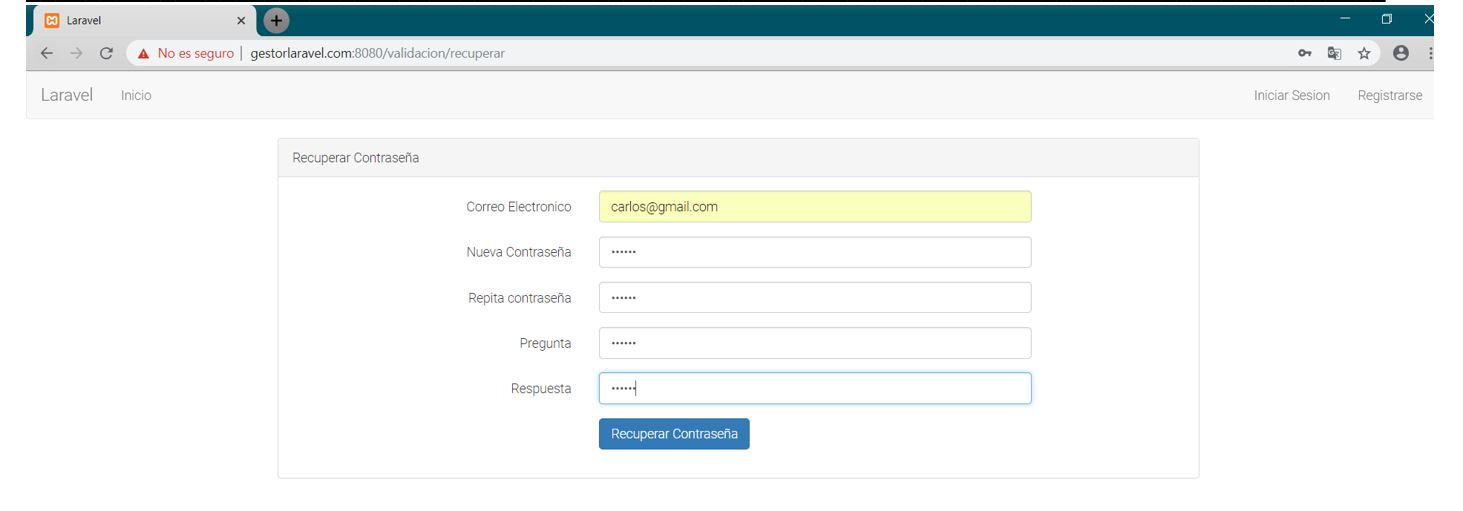 Laravel
No es seguro | gestorlaravel.com:8080/validacion/recuperar
Laravel Inicio Iniciar Sesion Registrarse
Recuperar Contraseña
Correo Electronico carlos@gmail.com
Nueva Contraseña ······
Repita contraseña ······
Pregunta ······
Respuesta ······
Recuperar Contraseña